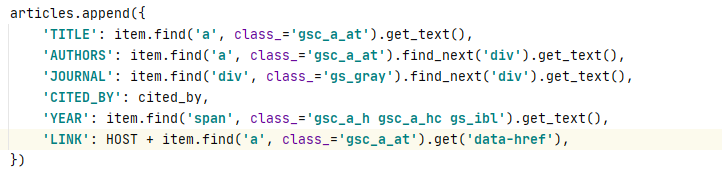 articles.append({
    'TITLE': item.find('a', class_='gsc_a_at').get_text(),
    'AUTHORS': item.find('a', class_='gsc_a_at').find_next('div').get_text(),
    'JOURNAL': item.find('div', class_='gs_gray').find_next('div').get_text(),
    'CITED_BY': cited_by,
    'YEAR': item.find('span', class_='gsc_a_h gsc_a_hc gs_ibl').get_text(),
    'LINK': HOST + item.find('a', class_='gsc_a_at').get('data-href'),
})